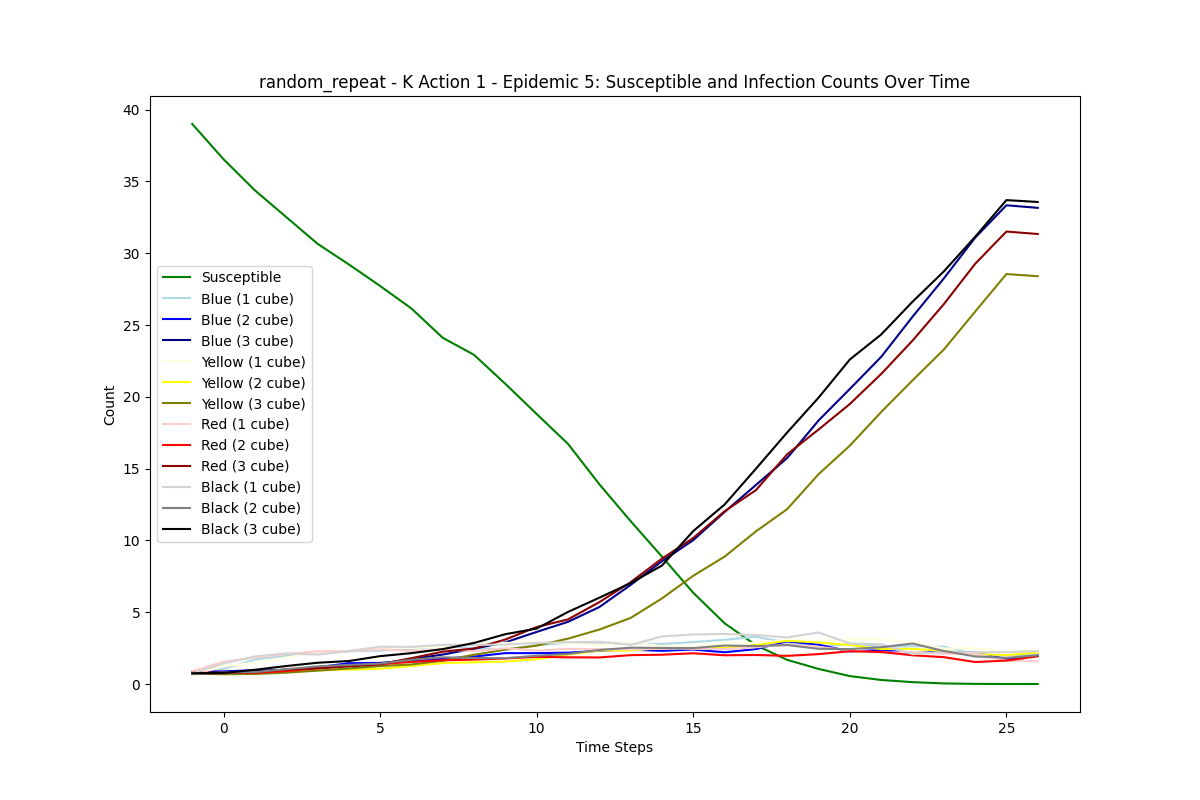 random_repeat - K Action 1 - Epidemic 5: Susceptible and Infection Counts Over Time
40
35
30
25
20
15
10
5
0
Count
Susceptible
Blue (1 cube)
Blue (2 cube)
Blue (3 cube)
Yellow (1 cube)
Yellow (2 cube)
Yellow (3 cube)
Red (1 cube)
Red (2 cube)
Red (3 cube)
Black (1 cube)
Black (2 cube)
Black (3 cube)
0 5 10 15 20 25
Time Steps